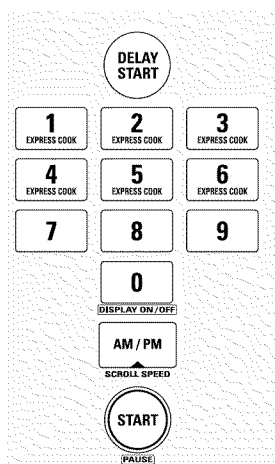 DELAY
START
1 2 3
EXPRESS COOK EXPRESS COOK EXPRESS COOK
4 5 6
EXPRESS COOK EXPRESS COOK EXPRESS COOK
7 8 9
0
DISPLAY ON/OFF
AM / PM
SCROLL SPEED
START
PAUSE